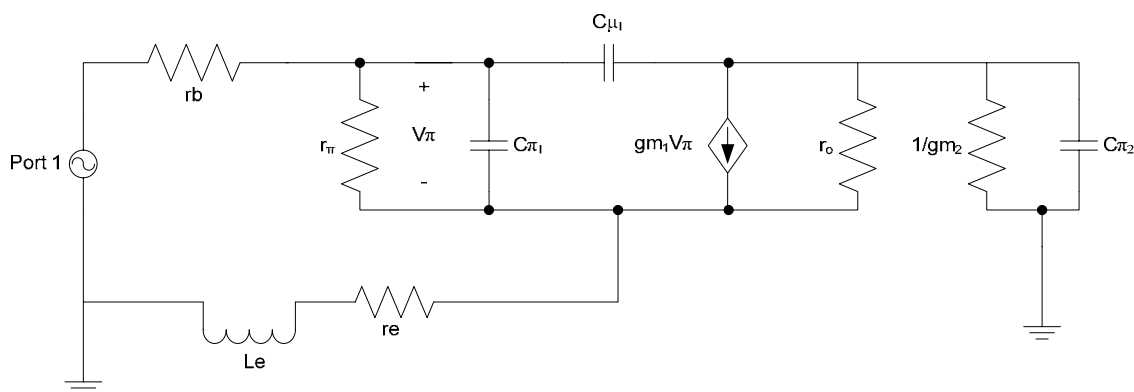 Cμ₁
rb
+
Port 1
rπ
Vπ
Cπ₁
gm₁Vπ
rₒ
1/gm₂
Cπ₂
-
re
Le